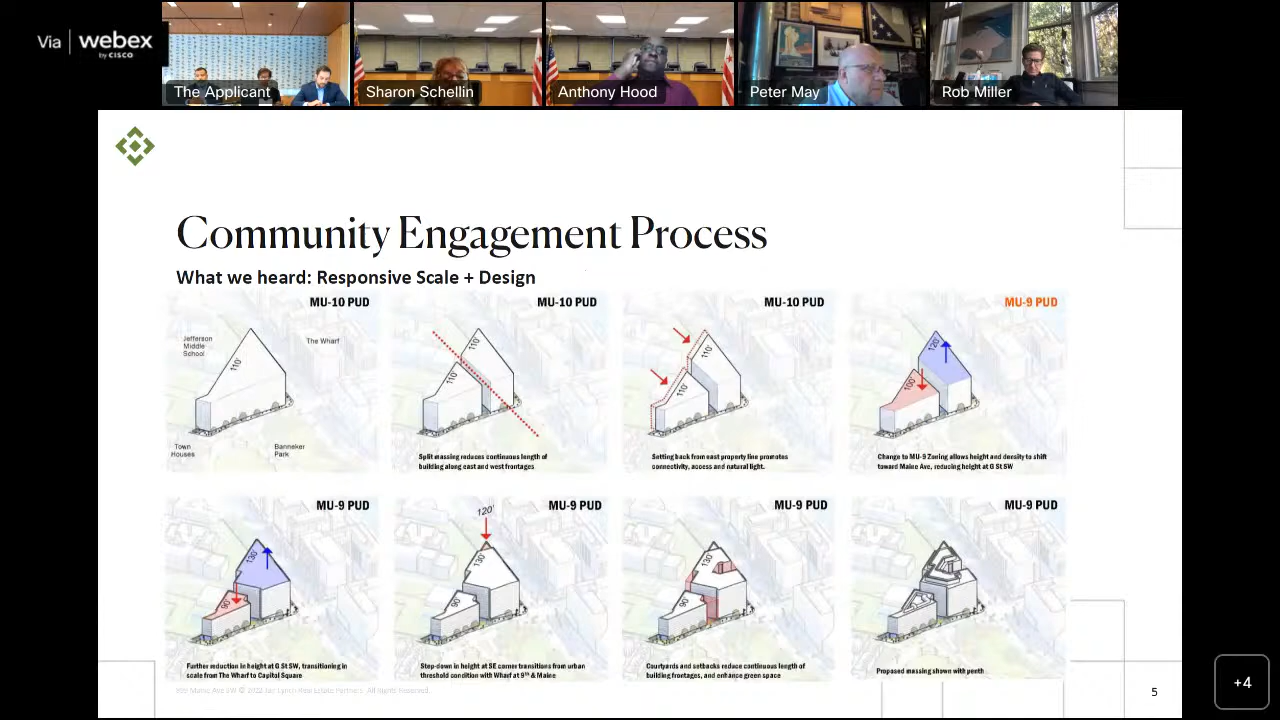 Via | webex
by CISCO
The Applicant
Sharon Schellin
Anthony Hood
Peter May
Rob Miller
Community Engagement Process
What we heard: Responsive Scale + Design
MU-10 PUD
Jefferson
Middle
School
The Wharf
110'
Town
Houses
Banneker
Park
MU-10 PUD
110'
110'
Split massing reduces continuous length of
building along east and west frontages
MU-10 PUD
110'
110'
Setting back from east property line promotes
connectivity, access and natural light.
MU-9 PUD
120'
100'
Change to MU-9 Zoning allows height and density to shift
toward Maine Ave, reducing height at G St SW
MU-9 PUD
130'
90'
Further reduction in height at G St SW, transitioning in
scale from The Wharf to Capitol Square
MU-9 PUD
120'
130'
90'
Step-down in height at SE corner transitions from urban
threshold condition with Wharf at 9th & Maine
MU-9 PUD
130'
90'
Courtyards and setbacks reduce continuous length of
building frontages, and enhance green space
MU-9 PUD
Proposed massing shown with penth
Real Estate Partners. All Rights Reserved.
5
+4